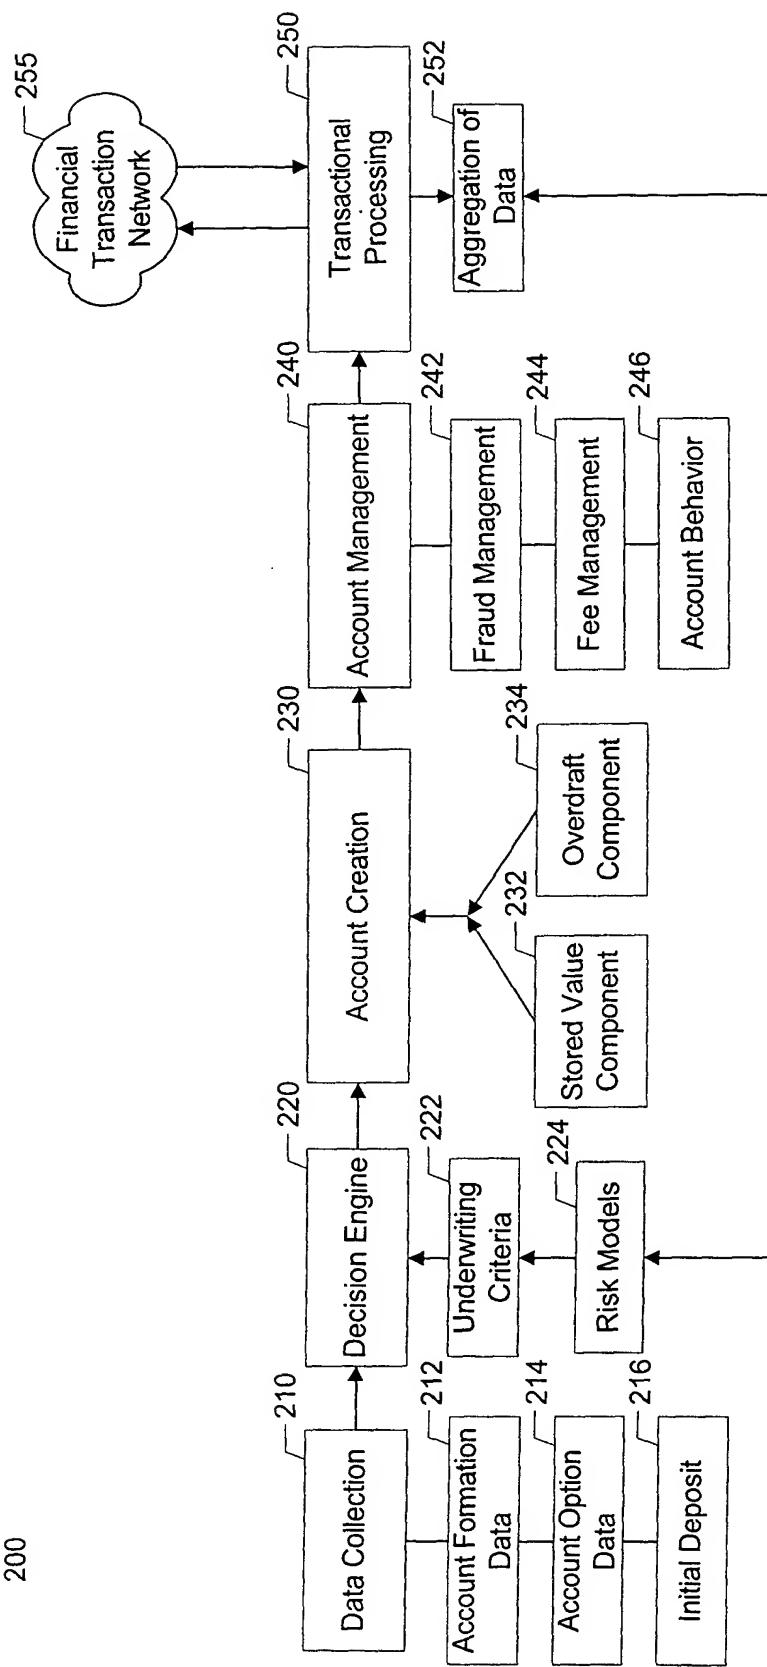 200
255
Financial
Transaction
Network
210
Data Collection
220
Decision Engine
230
Account Creation
240
Account Management
250
Transactional
Processing
212
Account Formation
Data
222
Underwriting
Criteria
232
Stored Value
Component
234
Overdraft
Component
242
Fraud Management
252
Aggregation of
Data
214
Account Option
Data
224
Risk Models
244
Fee Management
216
Initial Deposit
246
Account Behavior